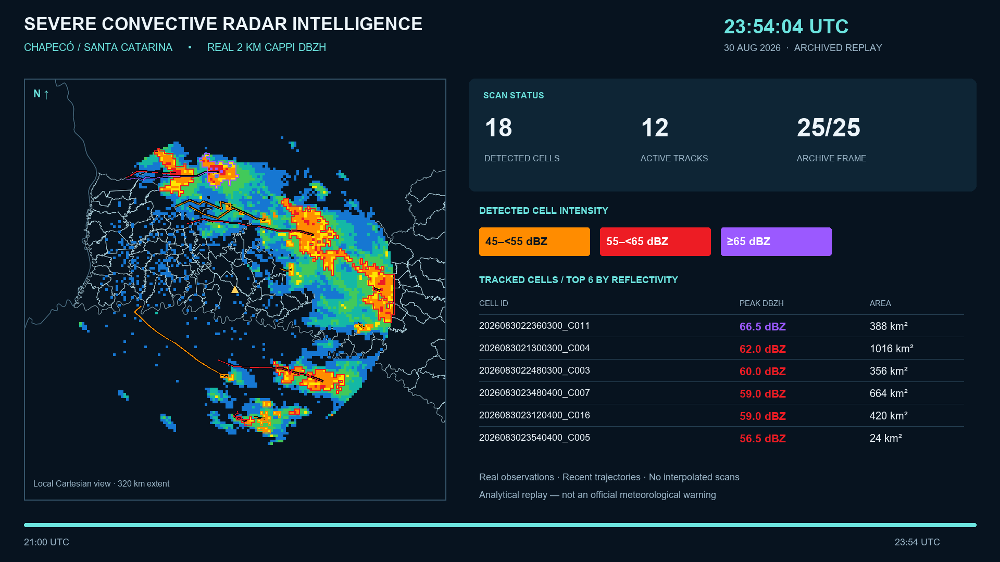 SEVERE CONVECTIVE RADAR INTELLIGENCE
CHAPECÓ / SANTA CATARINA • REAL 2 KM CAPPI DBZH
23:54:04 UTC
30 AUG 2026 · ARCHIVED REPLAY
N ↑
Local Cartesian view · 320 km extent
SCAN STATUS
18 12 25/25
DETECTED CELLS ACTIVE TRACKS ARCHIVE FRAME
DETECTED CELL INTENSITY
45–<55 dBZ 55–<65 dBZ ≥65 dBZ
TRACKED CELLS / TOP 6 BY REFLECTIVITY
CELL ID PEAK DBZH AREA
2026083022360300_C011 66.5 dBZ 388 km²
2026083021300300_C004 62.0 dBZ 1016 km²
2026083022480300_C003 60.0 dBZ 356 km²
2026083023480400_C007 59.0 dBZ 664 km²
2026083023120400_C016 59.0 dBZ 420 km²
2026083023540400_C005 56.5 dBZ 24 km²
Real observations · Recent trajectories · No interpolated scans
Analytical replay — not an official meteorological warning
21:00 UTC 23:54 UTC